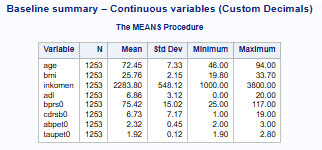 Baseline summary – Continuous variables (Custom Decimals)
The MEANS Procedure
Variable N Mean Std Dev Minimum Maximum
age 1253 72.45 7.33 46.00 94.00
bmi 1253 25.76 2.15 19.80 33.70
inkomen 1253 2283.80 548.12 1000.00 3800.00
adl 1253 6.86 3.12 0.00 20.00
bprs0 1253 75.42 15.02 25.00 117.00
cdrsb0 1253 6.73 7.17 1.00 19.00
abpet0 1253 2.32 0.45 2.00 3.00
taupet0 1253 1.92 0.12 1.90 2.80